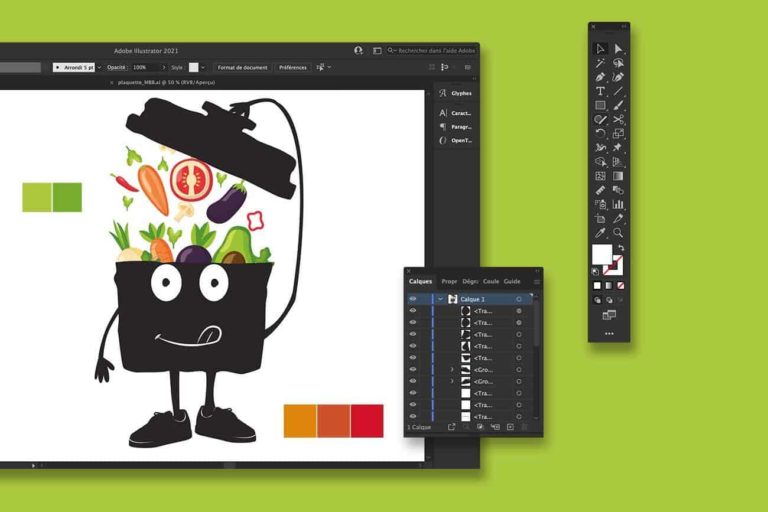 Adobe Illustrator 2021
Rechercher dans l'aide Adobe
Arrondi 5 pt
Opacité : 100%
Style :
Format de document
Préférences
× plaquette_MBB.ai @ 50 % (RVB/Aperçu)
Glyphes
Caract...
Paragr...
OpenT...
Calques Propr Dégra Coule Guide
Calque 1
<Tra...
<Tra...
<Tra...
<Tra...
<Tra...
<Gro...
<Gro...
<Tra...
<Tra...
<Tra...
1 Calque